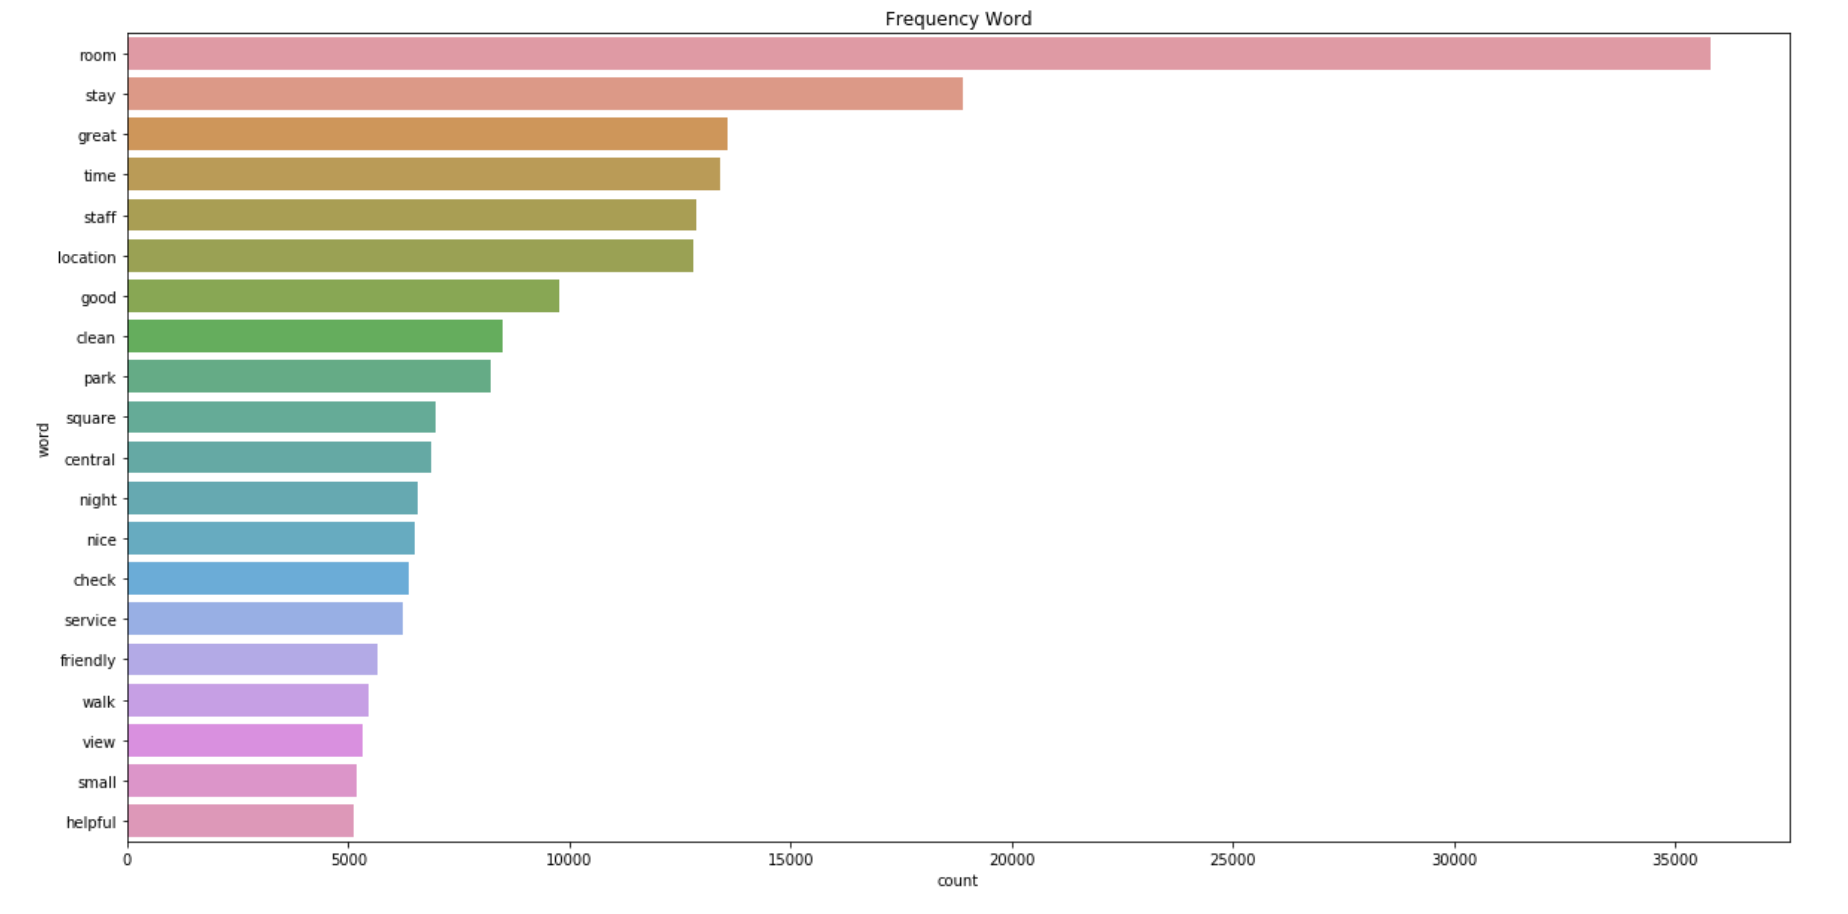 Frequency Word
room
stay
great
time
staff
location
good
clean
park
square
word
central
night
nice
check
service
friendly
walk
view
small
helpful
0 5000 10000 15000 20000 25000 30000 35000
count